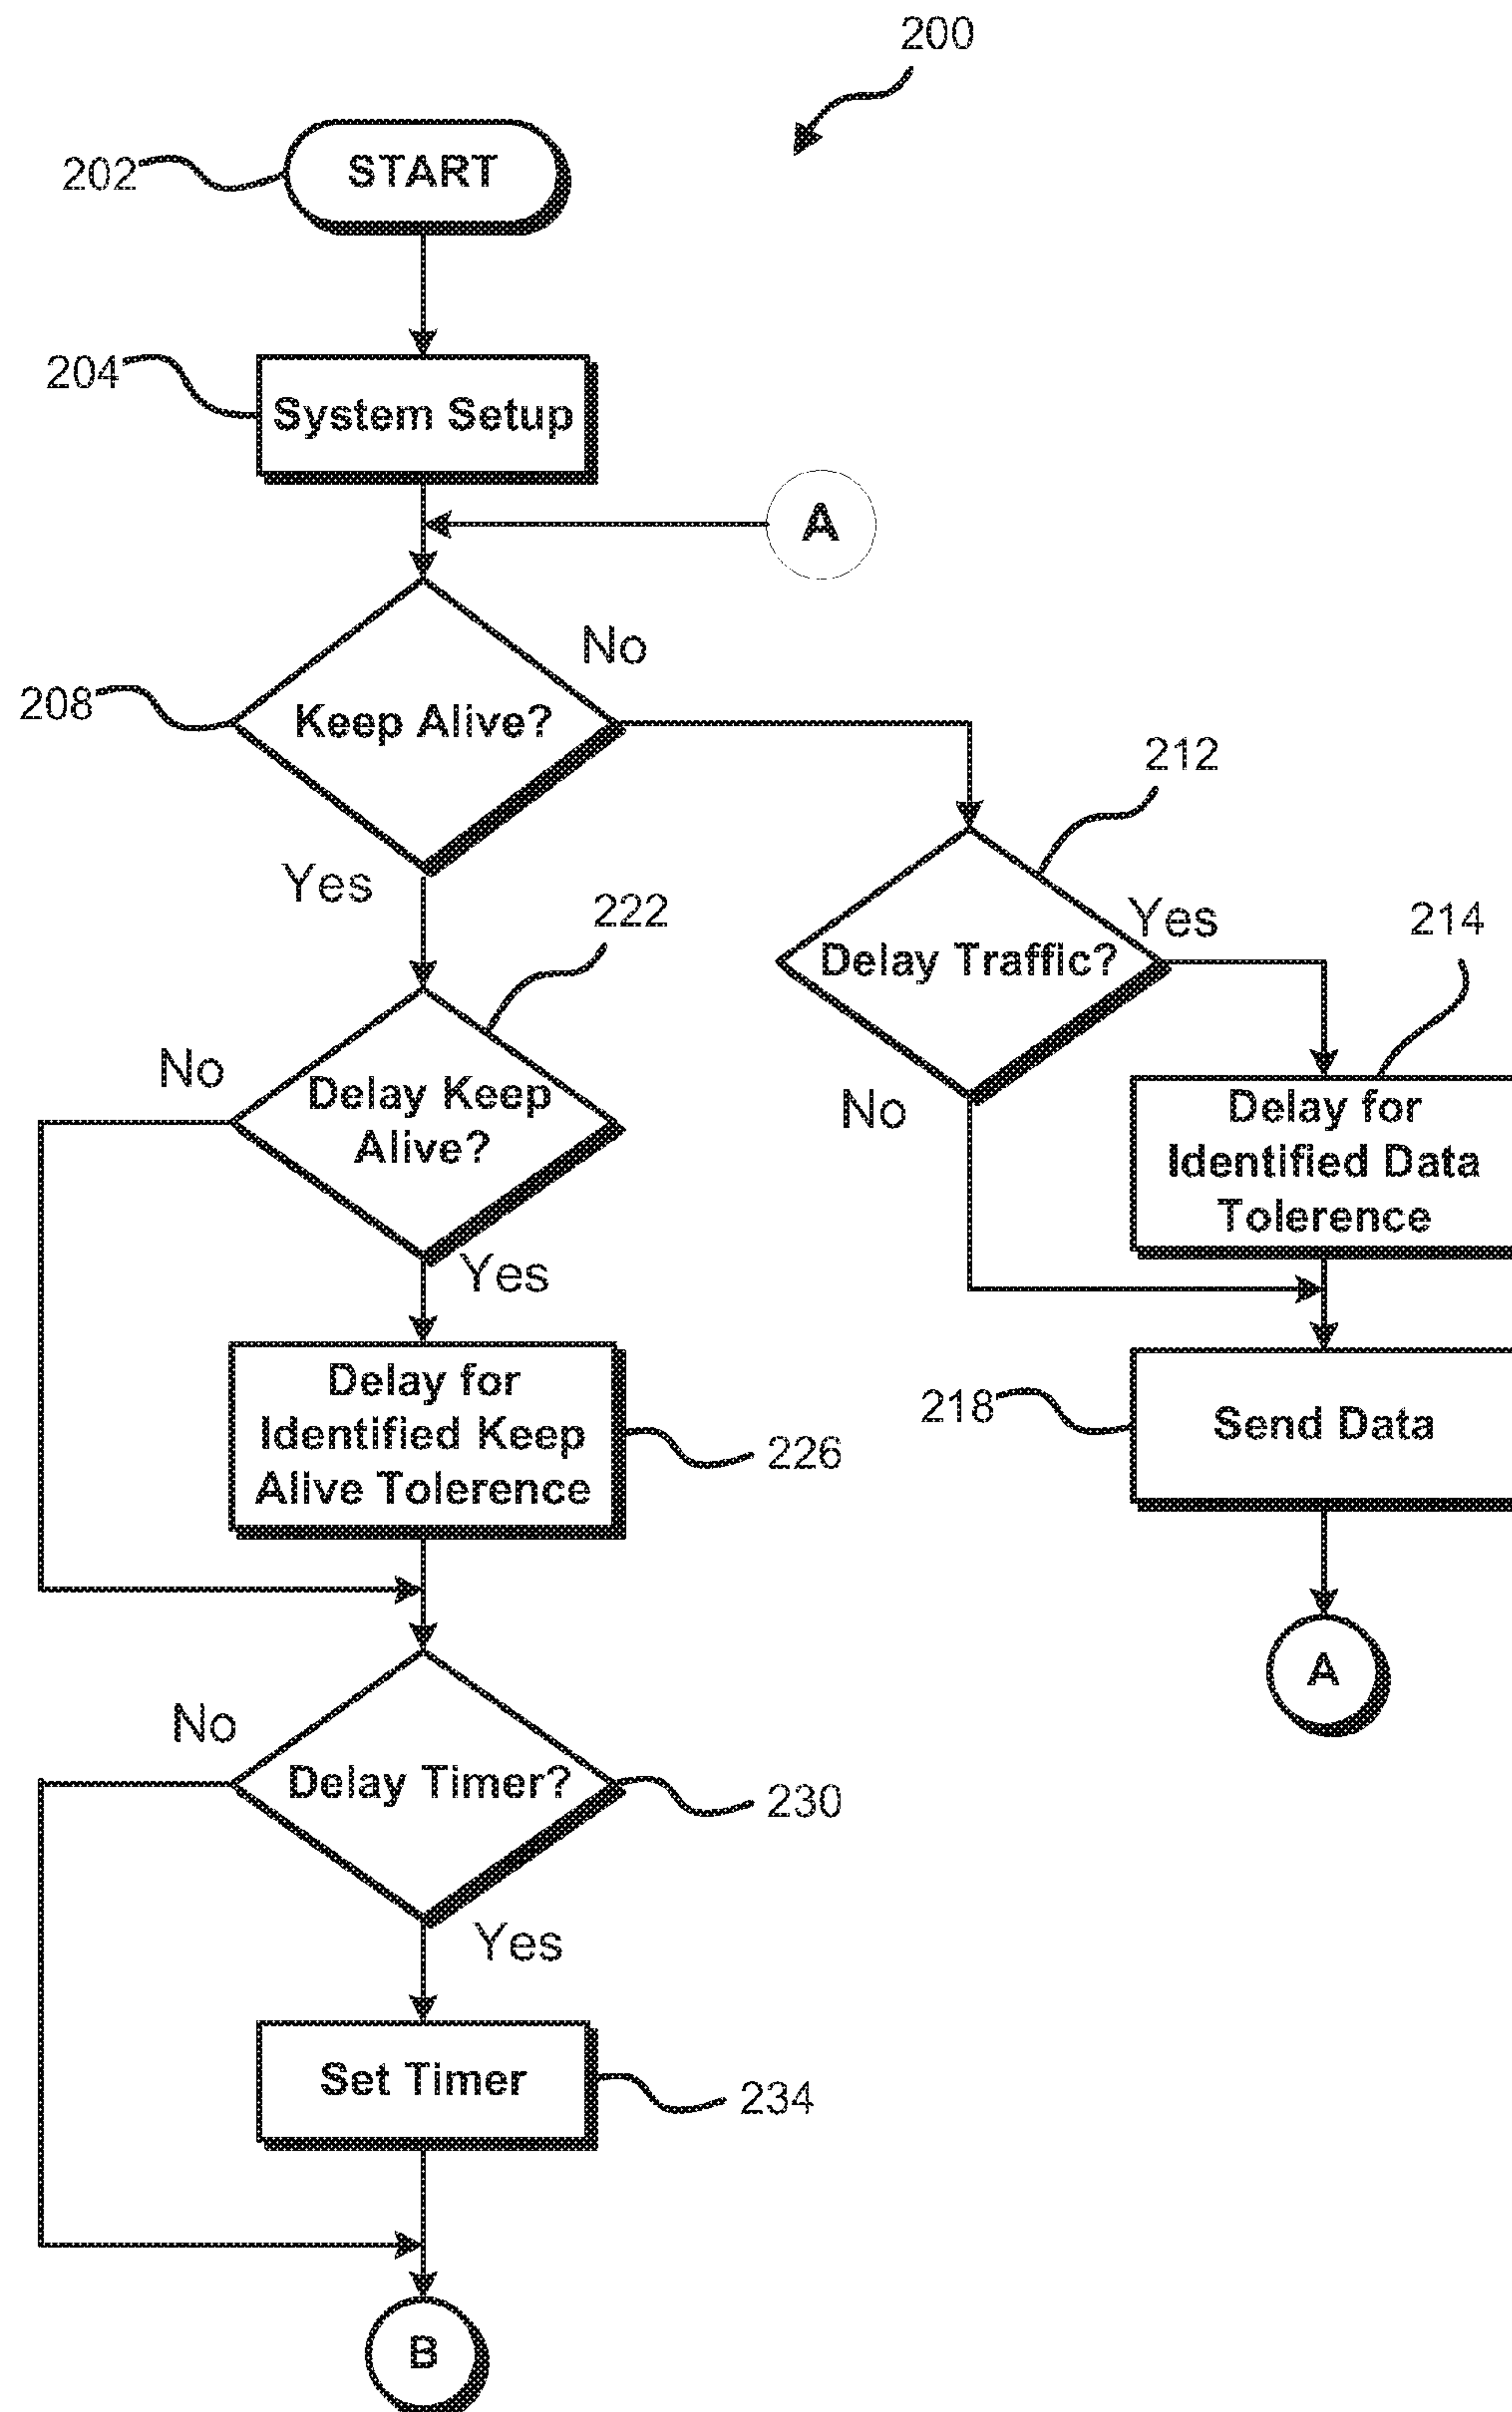 200
202
START
204
System Setup
A
No
208
Keep Alive?
212
Yes
222
Yes
214
Delay Traffic?
No
Delay Keep
Alive?
No
Delay for
Identified Data
Tolerence
Yes
Delay for
Identified Keep
Alive Tolerence
226
218
Send Data
A
No
Delay Timer?
230
Yes
Set Timer
234
B